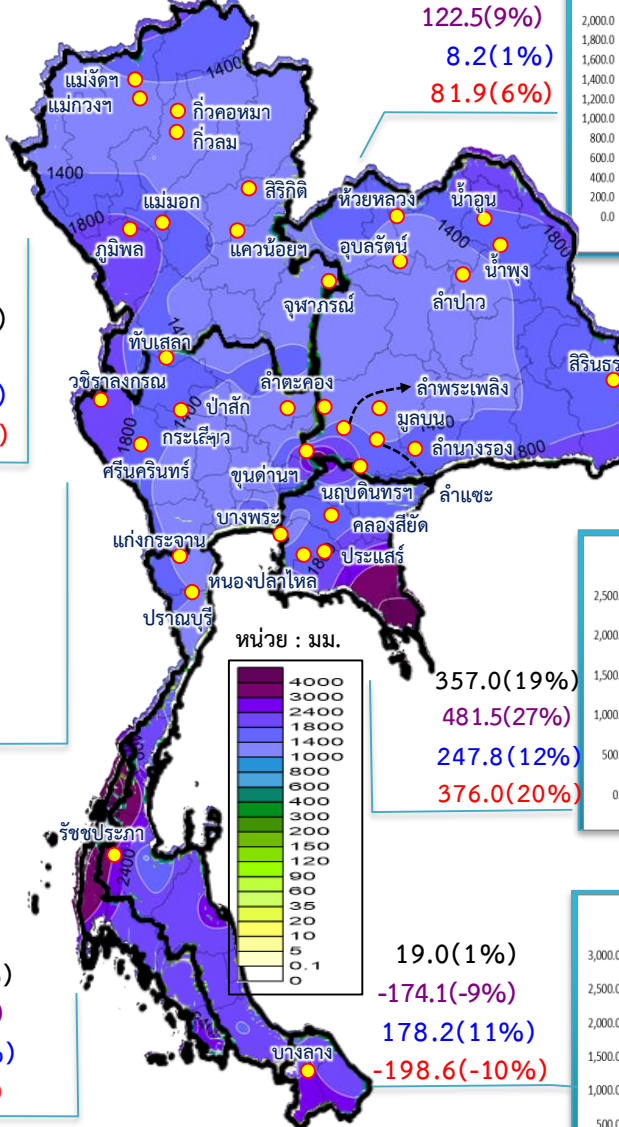 122.5(9%)
8.2(1%)
81.9(6%)
2,000.0
1,800.0
1,600.0
1,400.0
1,200.0
1,000.0
800.0
600.0
400.0
200.0
0.0
1400
แม่งัดฯ
แม่กวงฯ
กิ่วคอหมา
กิ่วลม
1400
สิริกิติ
แม่มอก
1800
ภูมิพล
แควน้อยฯ
ห้วยหลวง
น้ำอูน
1400
1800
อุบลรัตน์
น้ำพุง
ลำปาว
จุฬาภรณ์
ทับเสลา
สิรินธร
วชิราลงกรณ
ลำตะคอง
ลำพระเพลิง
ป่าสัก
1400
มูลบน
1800
กระเสียว
ลำนางรอง
800
ศรีนครินทร์
ขุนด่านฯ
นฤบดินทรฯ
ลำแซะ
บางพระ
คลองสียัด
แก่งกระจาน
ประแสร์
หนองปลาไหล
ปราณบุรี
หน่วย : มม.
4000
3000
2400
1800
1400
1000
800
600
400
300
200
150
120
90
60
35
20
10
5
0.1
0
357.0(19%)
481.5(27%)
247.8(12%)
376.0(20%)
2,500.
2,000.
1,500.
1,000.
500.
0.
รัชชประภา
2400
19.0(1%)
-174.1(-9%)
178.2(11%)
-198.6(-10%)
บางลาง
3,000.0
2,500.0
2,000.0
1,500.0
1,000.0
500.0